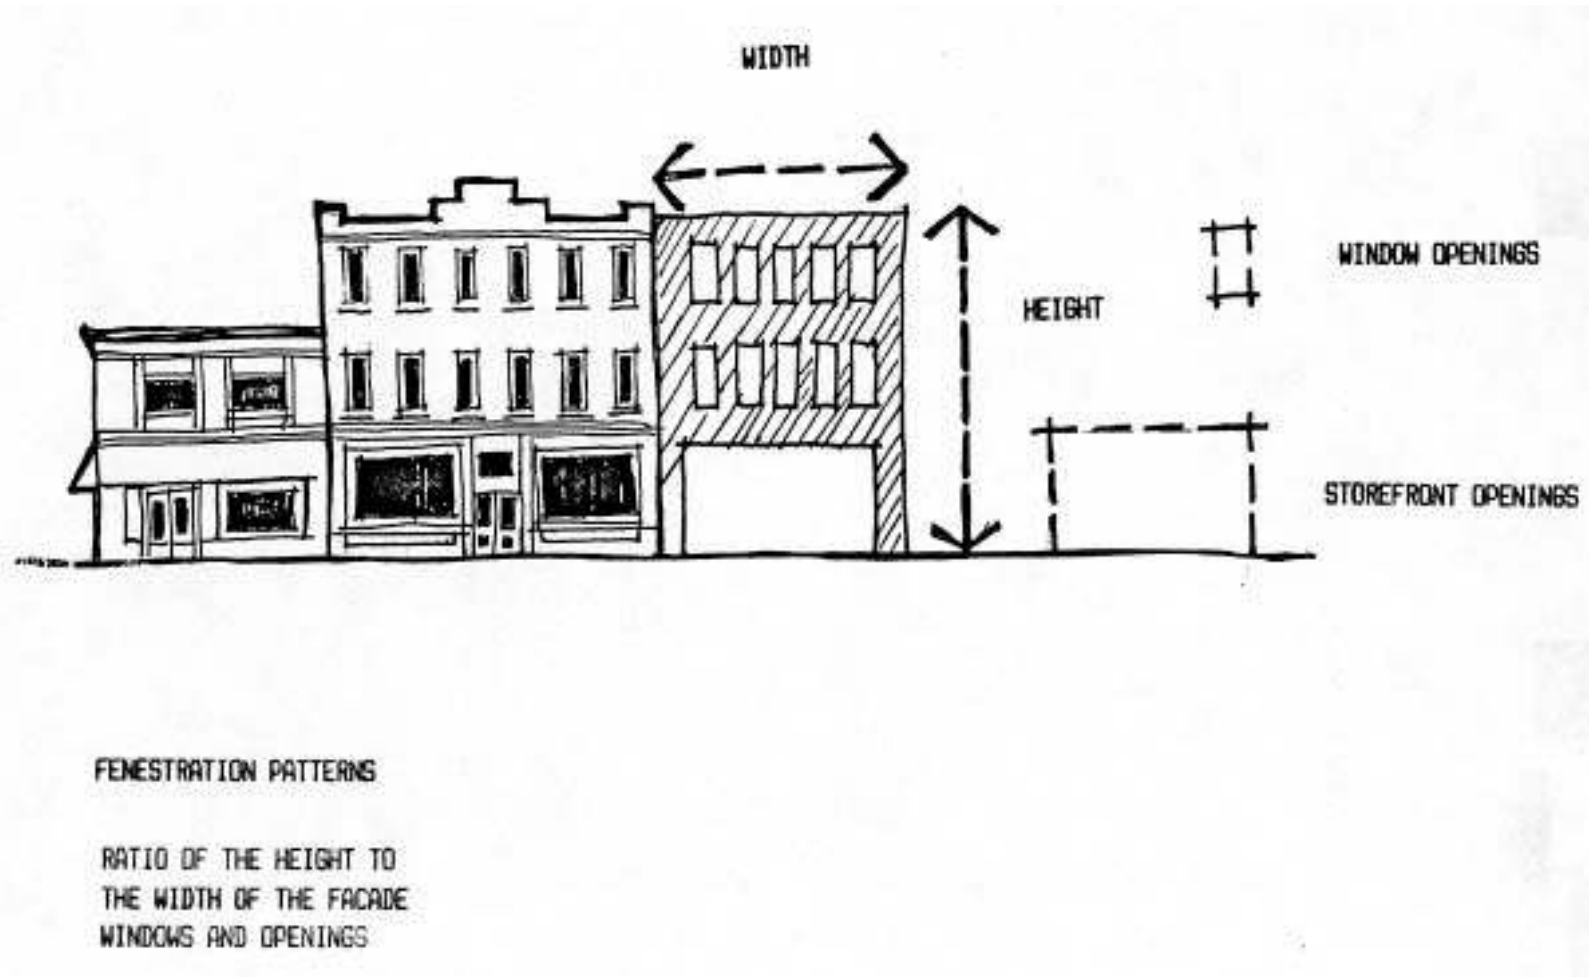 WIDTH
HEIGHT
WINDOW OPENINGS
STOREFRONT OPENINGS
FENESTRATION PATTERNS
RATIO OF THE HEIGHT TO
THE WIDTH OF THE FACADE
WINDOWS AND OPENINGS